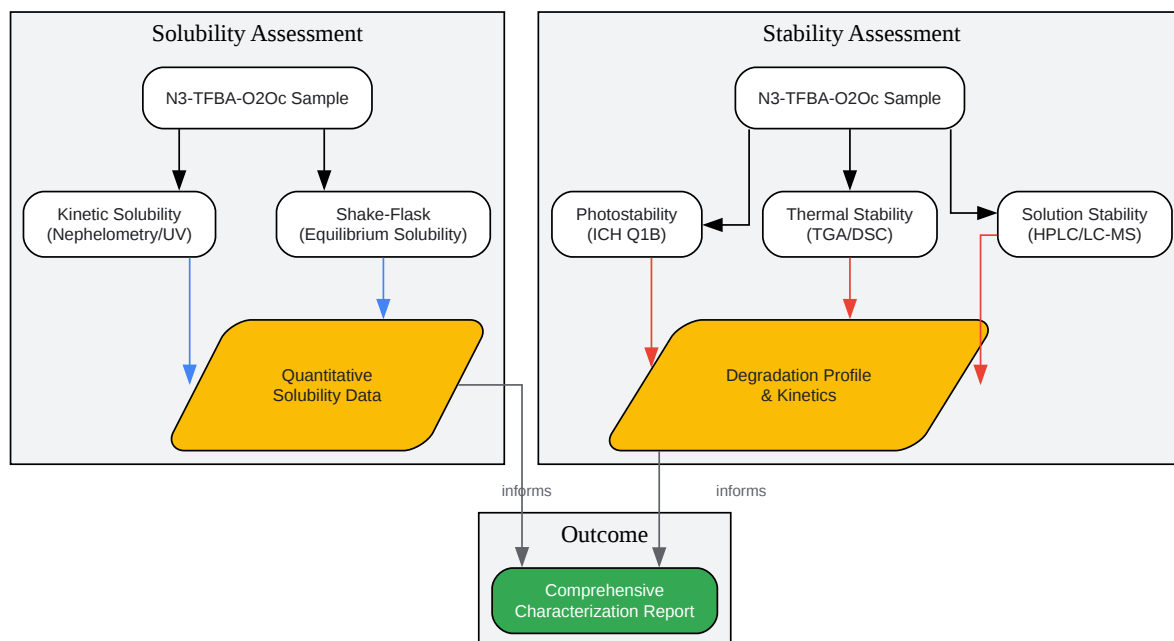 Solubility Assessment
N3-TFBA-O2Oc Sample
Kinetic Solubility
(Nephelometry/UV)
Shake-Flask
(Equilibrium Solubility)
Quantitative
Solubility Data
Stability Assessment
N3-TFBA-O2Oc Sample
Photostability
(ICH Q1B)
Thermal Stability
(TGA/DSC)
Solution Stability
(HPLC/LC-MS)
Degradation Profile
& Kinetics
informs
informs
Outcome
Comprehensive
Characterization Report